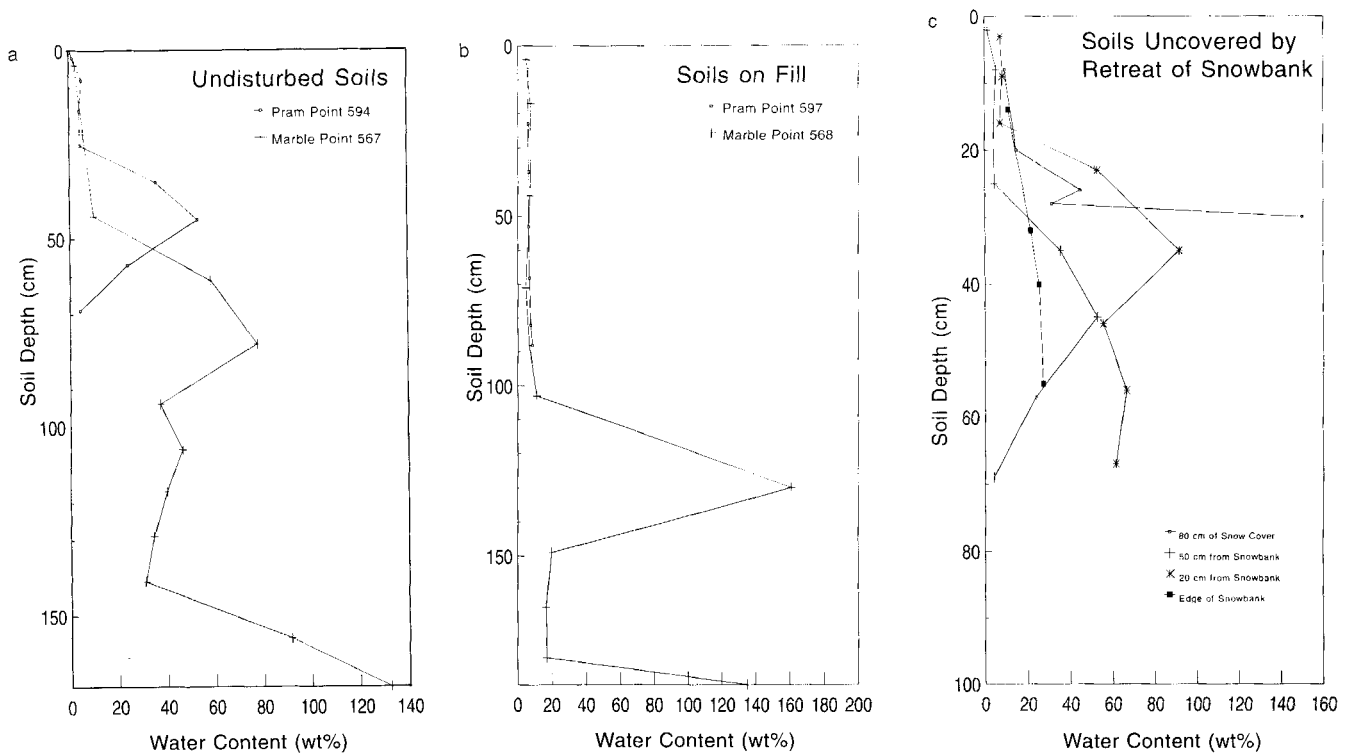 a
Undisturbed Soils
Pram Point 594
Marble Point 567
0
50
100
150
Soil Depth (cm)
0 20 40 60 80 100 120 140
Water Content (wt%)
b
Soils on Fill
Pram Point 597
Marble Point 568
0
50
100
150
Soil Depth (cm)
0 20 40 60 80 100 120 140 160 180 200
Water Content (wt%)
c
Soils Uncovered by
Retreat of Snowbank
0
20
40
60
80
100
Soil Depth (cm)
80 cm of Snow Cover
50 cm from Snowbank
20 cm from Snowbank
Edge of Snowbank
0 20 40 60 80 100 120 140 160
Water Content (wt%)